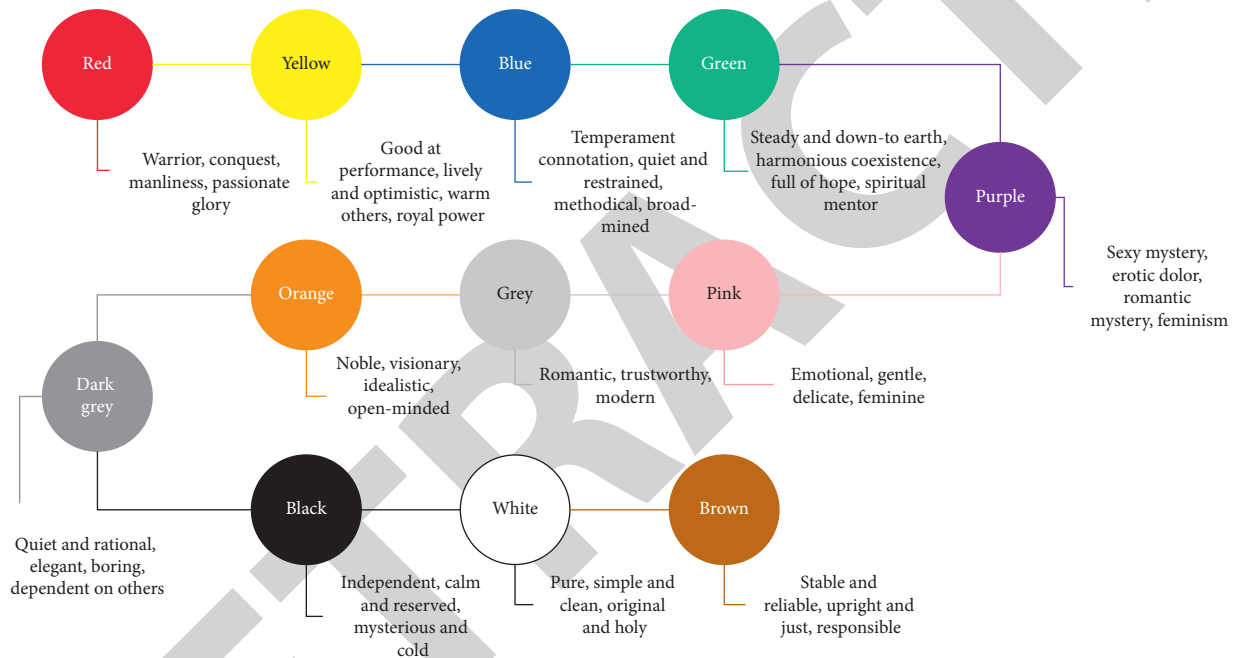 Red
Yellow
Blue
Green
Purple
Warrior, conquest,
manliness, passionate
glory
Good at
performance, lively
and optimistic, warm
others, royal power
Temperament
connotation, quiet and
restrained,
methodical, broad-
mined
Steady and down-to earth,
harmonious coexistence,
full of hope, spiritual
mentor
Sexy mystery,
erotic dolor,
romantic
mystery, feminism
Orange
Grey
Pink
Dark
grey
Noble, visionary,
idealistic,
open-minded
Romantic, trustworthy,
modern
Emotional, gentle,
delicate, feminine
Black
White
Brown
Quiet and rational,
elegant, boring,
dependent on others
Independent, calm
and reserved,
mysterious and
cold
Pure, simple and
clean, original
and holy
Stable and
reliable, upright and
just, responsible
TRACT